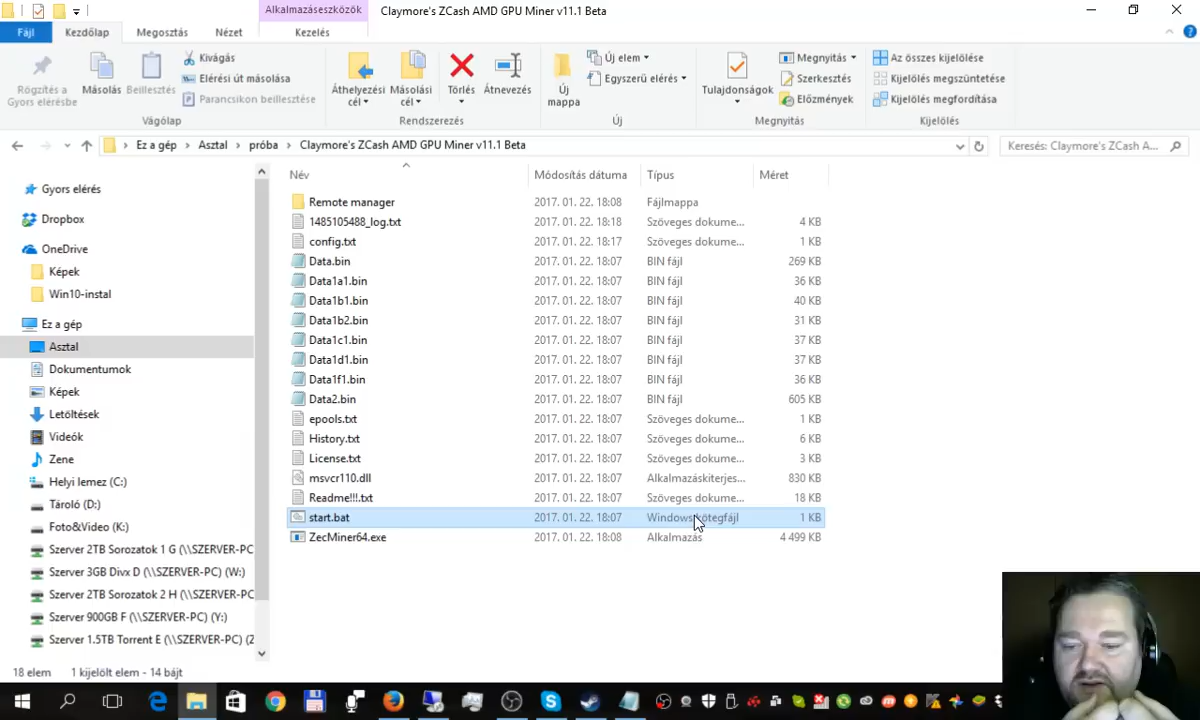 Alkalmazáseszközök
Claymore's ZCash AMD GPU Miner v11.1 Beta
Fájl
Kezdőlap
Megosztás
Nézet
Kezelés
Rögzítés a
Gyors elérésbe
Másolás
Beillesztés
Kivágás
Elérési út másolása
Parancsikon beillesztése
Vágólap
Áthelyezési
cél
Másolási
cél
Törlés
Átnevezés
Rendszerezés
Új
mappa
Új elem
Egyszerű elérés
Új
Tulajdonságok
Megnyitás
Szerkesztés
Előzmények
Megnyitás
Az összes kijelölése
Kijelölés megszüntetése
Kijelölés megfordítása
Kijelölés
Ez a gép › Asztal › próba › Claymore's ZCash AMD GPU Miner v11.1 Beta
Keresés: Claymore's ZCash A...
Gyors elérés
Dropbox
OneDrive
Képek
Win10-instal
Ez a gép
Asztal
Dokumentumok
Képek
Letöltések
Videók
Zene
Helyi lemez (C:)
Tároló (D:)
Foto&Video (K:)
Szerver 2TB Sorozatok 1 G (\\SZERVER-PC
Szerver 3GB Divx D (\\SZERVER-PC) (W:)
Szerver 2TB Sorozatok 2 H (\\SZERVER-PC
Szerver 900GB F (\\SZERVER-PC) (Y:)
Szerver 1.5TB Torrent E (\\SZERVER-PC) (Z
Név Módosítás dátuma Típus Méret
Remote manager 2017. 01. 22. 18:08 Fájlmappa
1485105488_log.txt 2017. 01. 22. 18:18 Szöveges dokume... 4 KB
config.txt 2017. 01. 22. 18:17 Szöveges dokume... 1 KB
Data.bin 2017. 01. 22. 18:07 BIN fájl 269 KB
Data1a1.bin 2017. 01. 22. 18:07 BIN fájl 36 KB
Data1b1.bin 2017. 01. 22. 18:07 BIN fájl 40 KB
Data1b2.bin 2017. 01. 22. 18:07 BIN fájl 31 KB
Data1c1.bin 2017. 01. 22. 18:07 BIN fájl 37 KB
Data1d1.bin 2017. 01. 22. 18:07 BIN fájl 37 KB
Data1f1.bin 2017. 01. 22. 18:07 BIN fájl 36 KB
Data2.bin 2017. 01. 22. 18:07 BIN fájl 605 KB
epools.txt 2017. 01. 22. 18:07 Szöveges dokume... 1 KB
History.txt 2017. 01. 22. 18:07 Szöveges dokume... 6 KB
License.txt 2017. 01. 22. 18:07 Szöveges dokume... 3 KB
msvcr110.dll 2017. 01. 22. 18:07 Alkalmazáskiterjes... 830 KB
Readme!!!.txt 2017. 01. 22. 18:07 Szöveges dokume... 18 KB
start.bat 2017. 01. 22. 18:07 Windows kötegfájl 1 KB
ZecMiner64.exe 2017. 01. 22. 18:08 Alkalmazás 4 499 KB
18 elem 1 kijelölt elem - 14 bájt